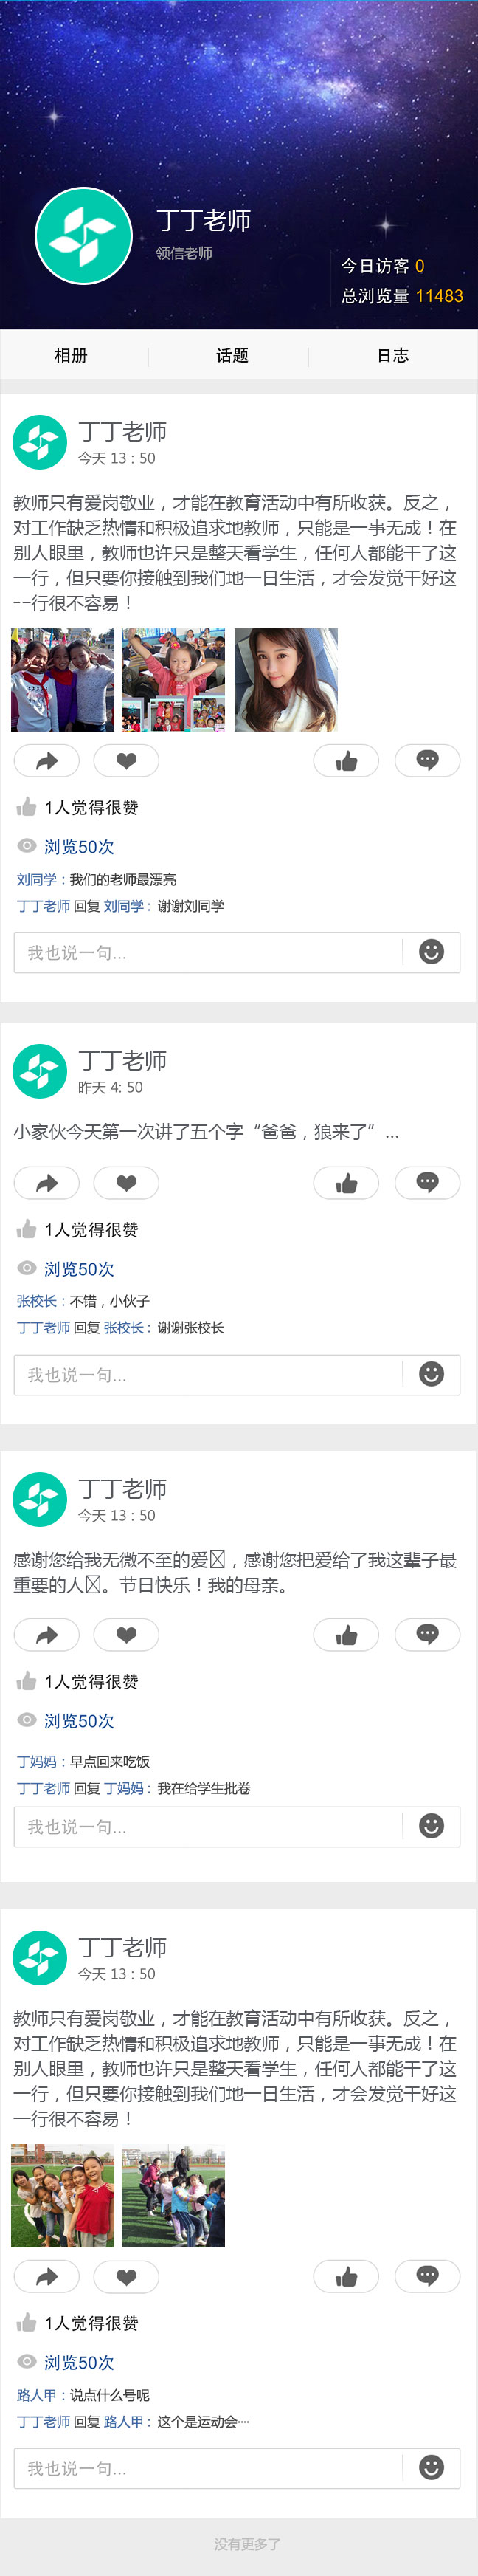 丁丁老师
领信老师
今日访客 0
总浏览量 11483
相册 话题 日志
丁丁老师
今天 13 : 50
教师只有爱岗敬业，才能在教育活动中有所收获。反之，
对工作缺乏热情和积极追求地教师，只能是一事无成！在
别人眼里，教师也许只是整天看学生，任何人都能干了这
一行，但只要你接触到我们地一日生活，才会发觉干好这
--行很不容易！
1人觉得很赞
浏览50次
刘同学：我们的老师最漂亮
丁丁老师 回复 刘同学：谢谢刘同学
我也说一句...
丁丁老师
昨天 4: 50
小家伙今天第一次讲了五个字“爸爸，狼来了”...
1人觉得很赞
浏览50次
张校长：不错，小伙子
丁丁老师 回复 张校长：谢谢张校长
我也说一句...
丁丁老师
今天 13 : 50
感谢您给我无微不至的爱，感谢您把爱给了我这辈子最
重要的人。节日快乐！我的母亲。
1人觉得很赞
浏览50次
丁妈妈：早点回来吃饭
丁丁老师 回复 丁妈妈：我在给学生批卷
我也说一句...
丁丁老师
今天 13 : 50
教师只有爱岗敬业，才能在教育活动中有所收获。反之，
对工作缺乏热情和积极追求地教师，只能是一事无成！在
别人眼里，教师也许只是整天看学生，任何人都能干了这
一行，但只要你接触到我们地一日生活，才会发觉干好这
一行很不容易！
1人觉得很赞
浏览50次
路人甲：说点什么号呢
丁丁老师 回复 路人甲：这个是运动会····
我也说一句...
没有更多了